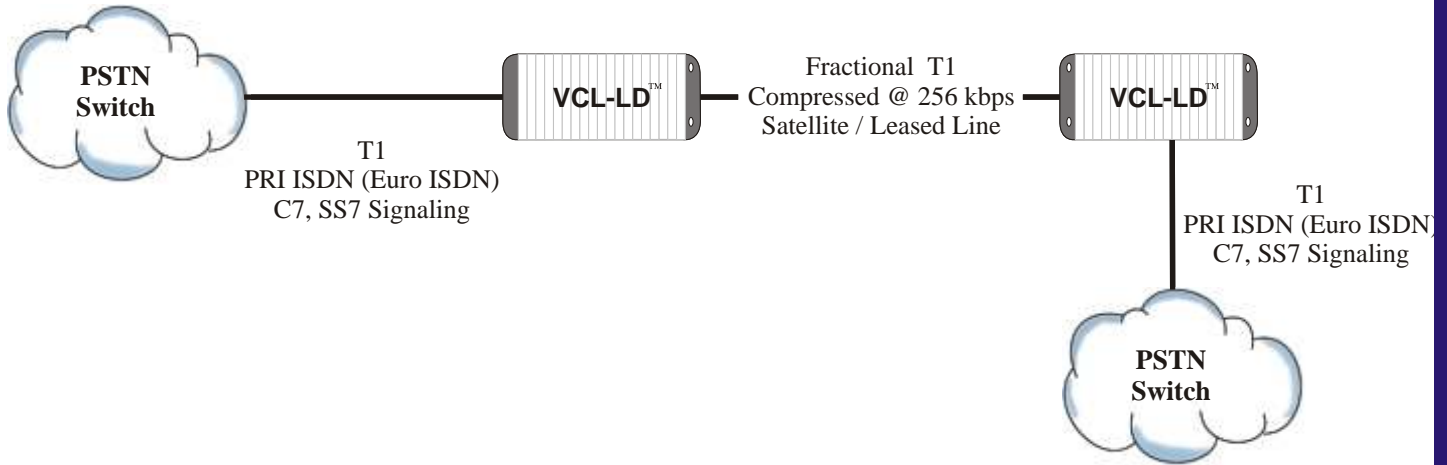 PSTN
Switch
VCL-LD™
Fractional T1
Compressed @ 256 kbps
Satellite / Leased Line
VCL-LD™
T1
PRI ISDN (Euro ISDN)
C7, SS7 Signaling
T1
PRI ISDN (Euro ISDN)
C7, SS7 Signaling
PSTN
Switch